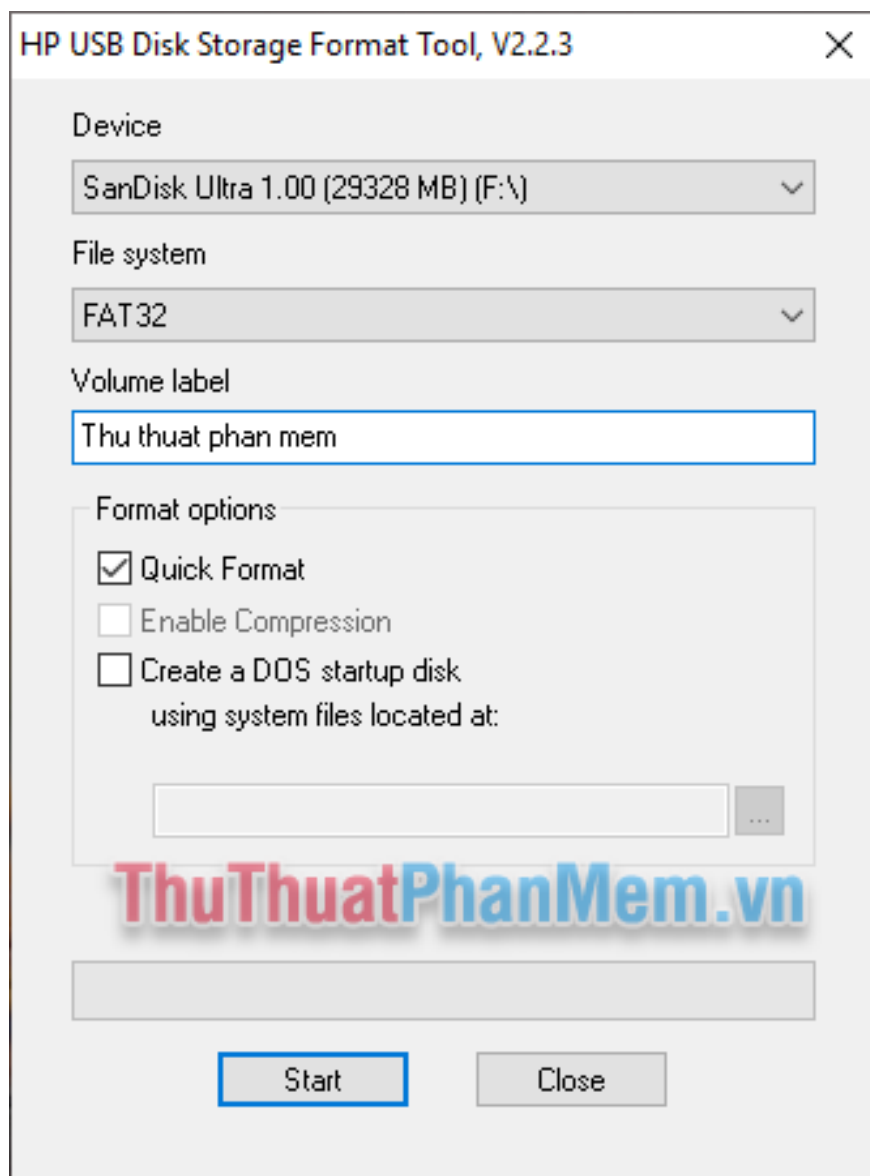 HP USB Disk Storage Format Tool, V2.2.3
Device
SanDisk Ultra 1.00 (29328 MB) (F:\)
File system
FAT32
Volume label
Thu thuat phan mem
Format options
Quick Format
Enable Compression
Create a DOS startup disk
using system files located at:
...
ThuThuatPhanMem.vn
Start Close